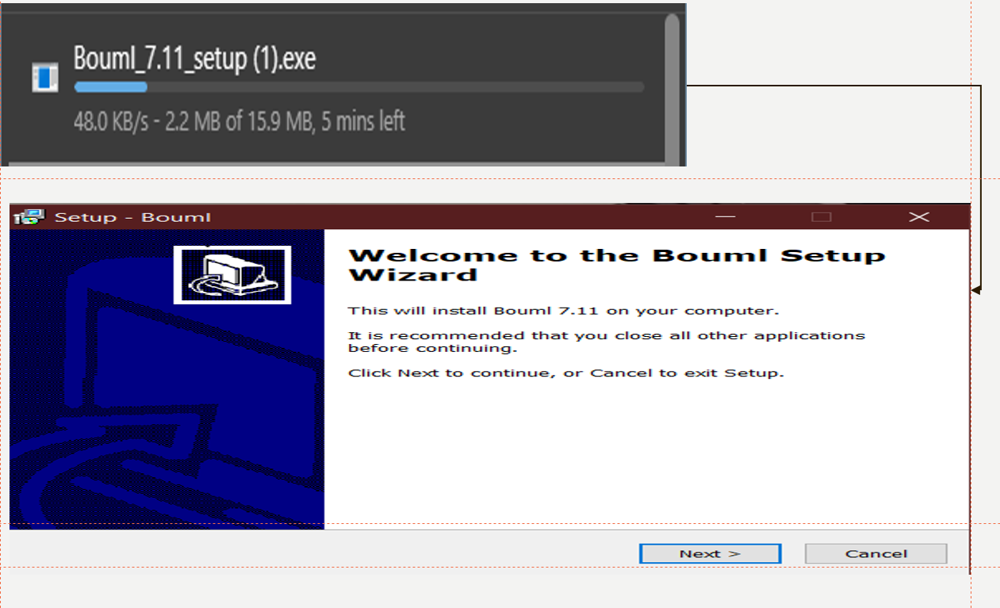 Bouml_7.11_setup (1).exe
48.0 KB/s - 2.2 MB of 15.9 MB, 5 mins left
Setup - Bouml
Welcome to the Bouml Setup
Wizard
This will install Bouml 7.11 on your computer.
It is recommended that you close all other applications
before continuing.
Click Next to continue, or Cancel to exit Setup.
Next >
Cancel